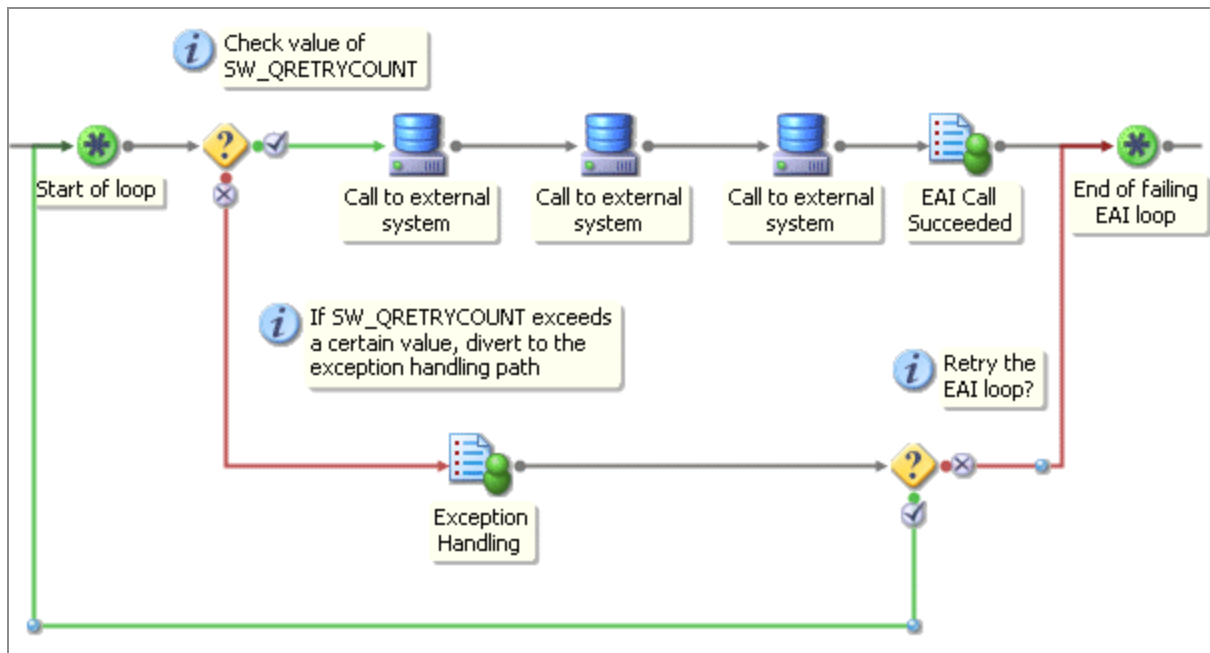 Check value of
SW_QRETRYCOUNT
Start of loop
Call to external
system
Call to external
system
Call to external
system
EAI Call
Succeeded
End of failing
EAI loop
If SW_QRETRYCOUNT exceeds
a certain value, divert to the
exception handling path
Retry the
EAI loop?
Exception
Handling